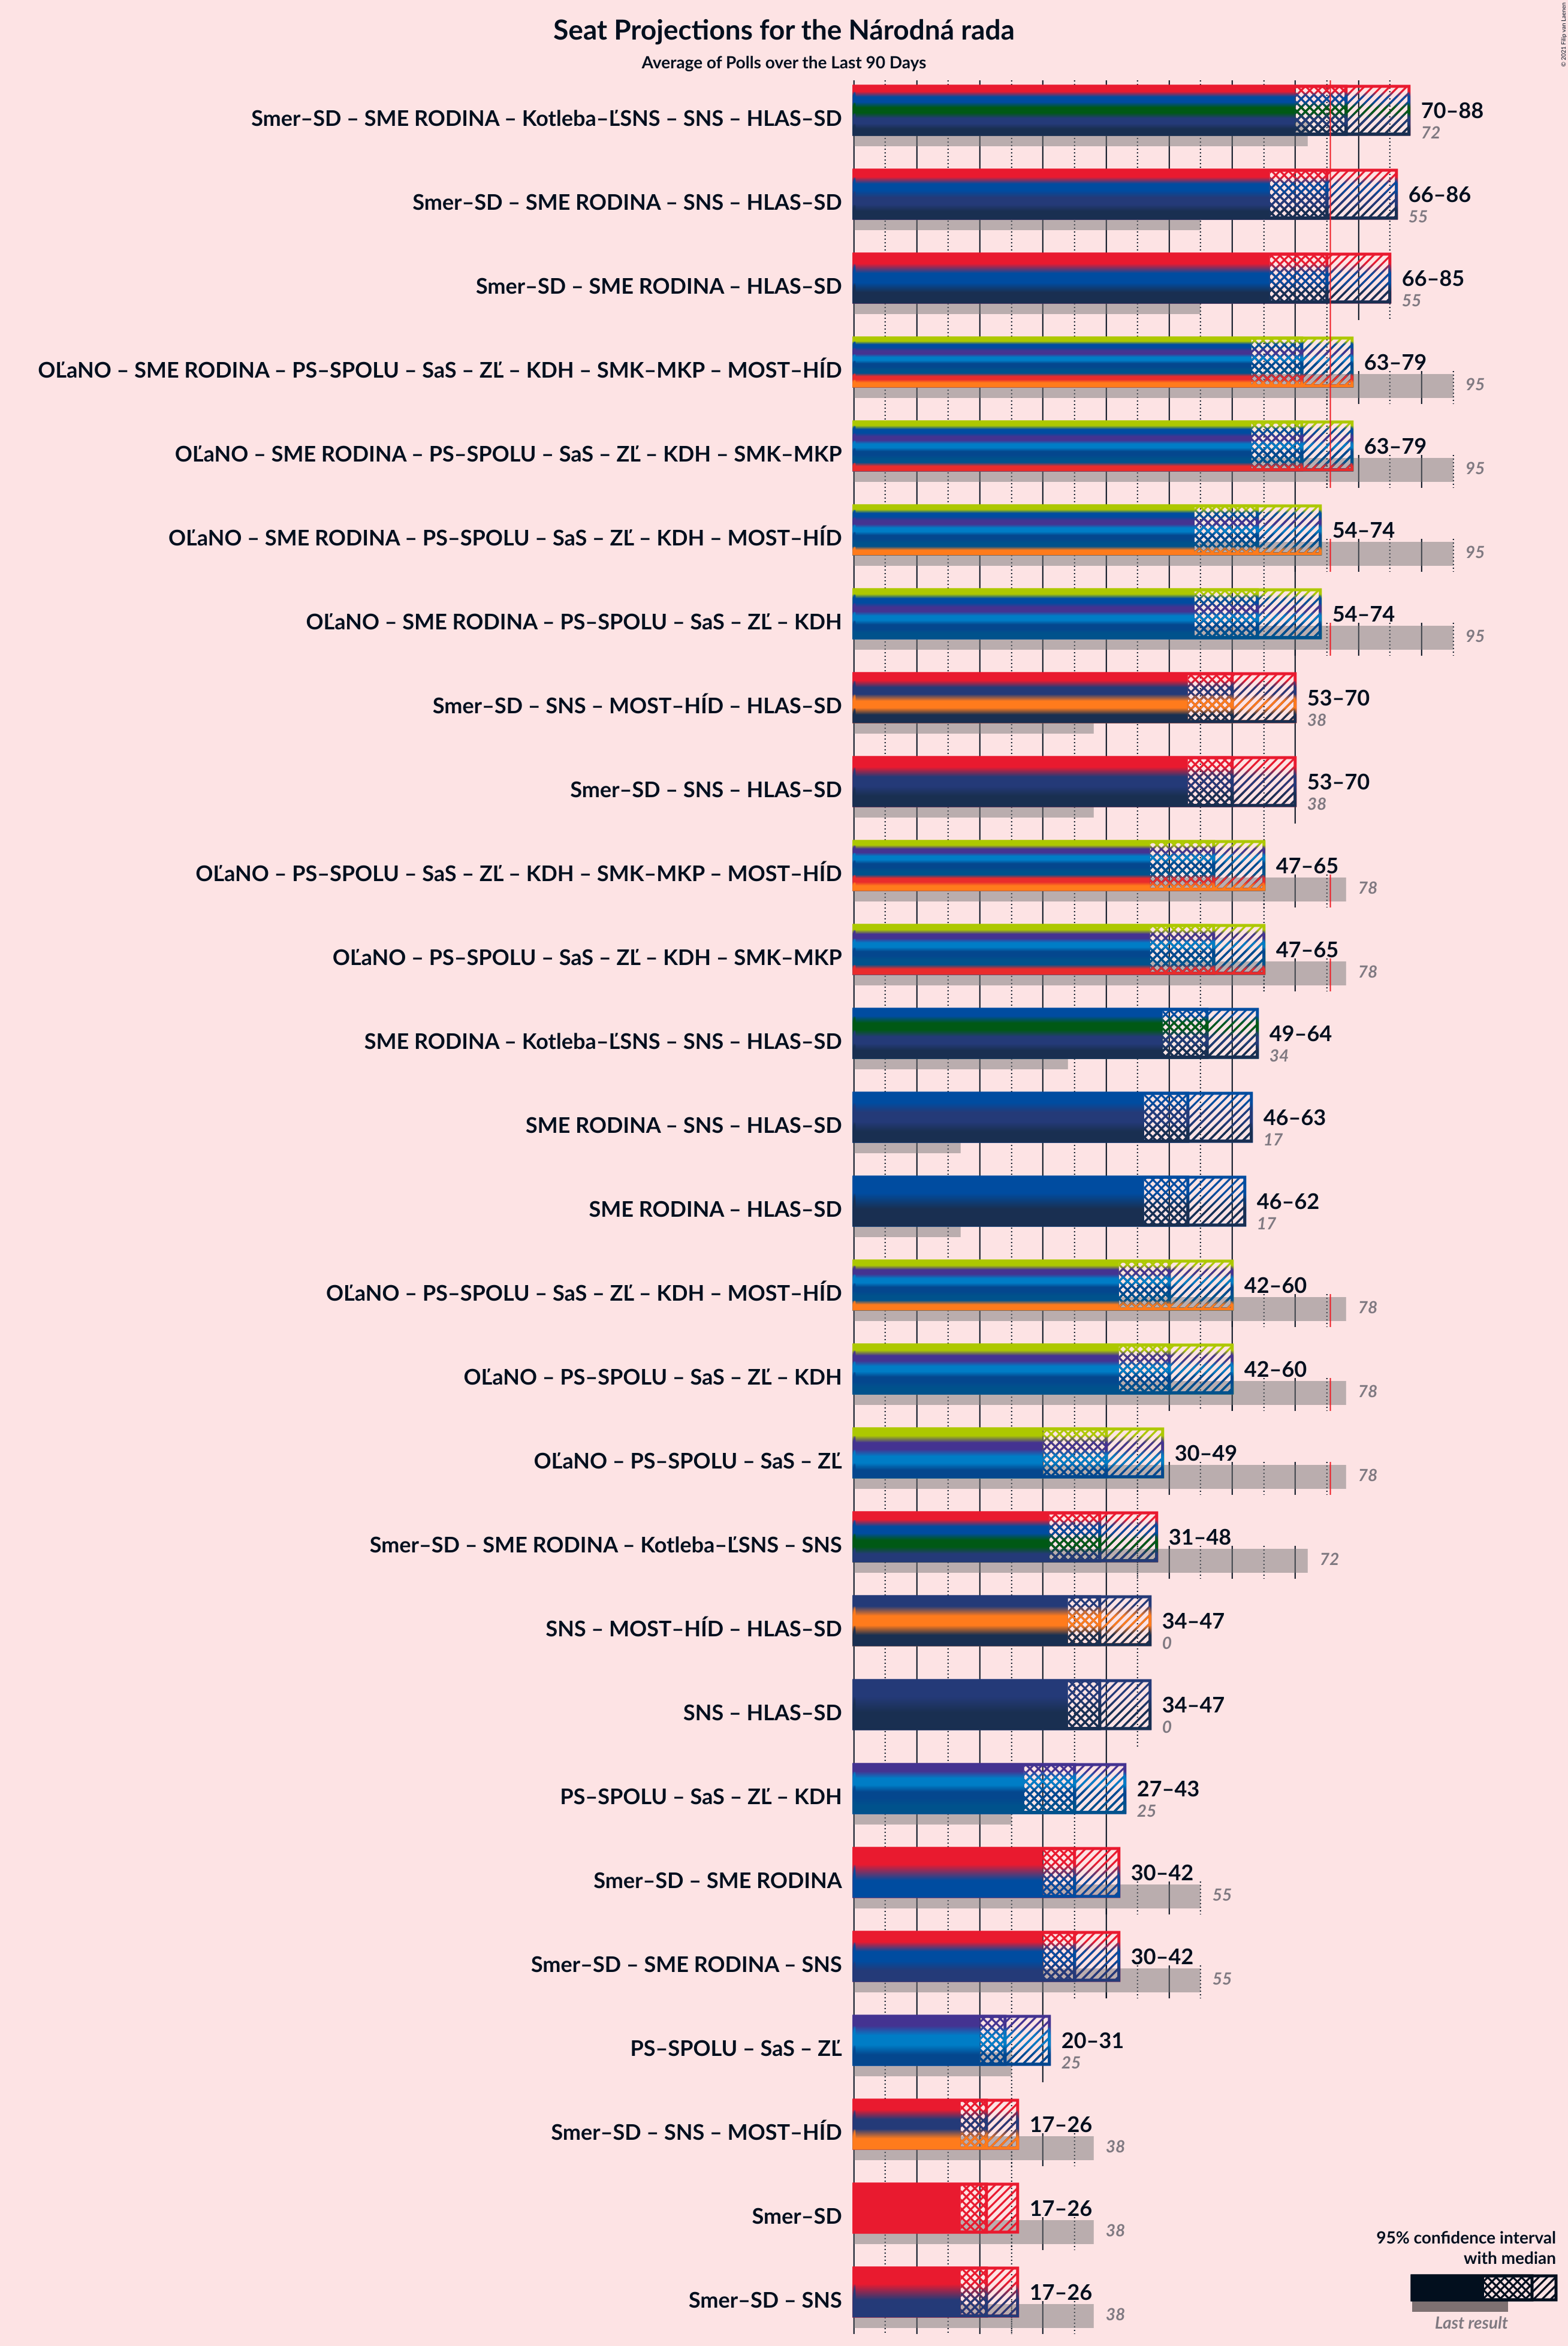 Seat Projections for the Národná rada
Average of Polls over the Last 90 Days
© 2021 Filip van Laenen
Smer–SD – SME RODINA – Kotleba–ĽSNS – SNS – HLAS–SD
70–88
72
Smer–SD – SME RODINA – SNS – HLAS–SD
66–86
55
Smer–SD – SME RODINA – HLAS–SD
66–85
55
OĽaNO – SME RODINA – PS–SPOLU – SaS – ZĽ – KDH – SMK–MKP – MOST–HÍD
63–79
95
OĽaNO – SME RODINA – PS–SPOLU – SaS – ZĽ – KDH – SMK–MKP
63–79
95
OĽaNO – SME RODINA – PS–SPOLU – SaS – ZĽ – KDH – MOST–HÍD
54–74
95
OĽaNO – SME RODINA – PS–SPOLU – SaS – ZĽ – KDH
54–74
95
Smer–SD – SNS – MOST–HÍD – HLAS–SD
53–70
38
Smer–SD – SNS – HLAS–SD
53–70
38
OĽaNO – PS–SPOLU – SaS – ZĽ – KDH – SMK–MKP – MOST–HÍD
47–65
78
OĽaNO – PS–SPOLU – SaS – ZĽ – KDH – SMK–MKP
47–65
78
SME RODINA – Kotleba–ĽSNS – SNS – HLAS–SD
49–64
34
SME RODINA – SNS – HLAS–SD
46–63
17
SME RODINA – HLAS–SD
46–62
17
OĽaNO – PS–SPOLU – SaS – ZĽ – KDH – MOST–HÍD
42–60
78
OĽaNO – PS–SPOLU – SaS – ZĽ – KDH
42–60
78
OĽaNO – PS–SPOLU – SaS – ZĽ
30–49
78
Smer–SD – SME RODINA – Kotleba–ĽSNS – SNS
31–48
72
SNS – MOST–HÍD – HLAS–SD
34–47
0
SNS – HLAS–SD
34–47
0
PS–SPOLU – SaS – ZĽ – KDH
27–43
25
Smer–SD – SME RODINA
30–42
55
Smer–SD – SME RODINA – SNS
30–42
55
PS–SPOLU – SaS – ZĽ
20–31
25
Smer–SD – SNS – MOST–HÍD
17–26
38
Smer–SD
17–26
38
Smer–SD – SNS
17–26
38
95% confidence interval
with median
Last result